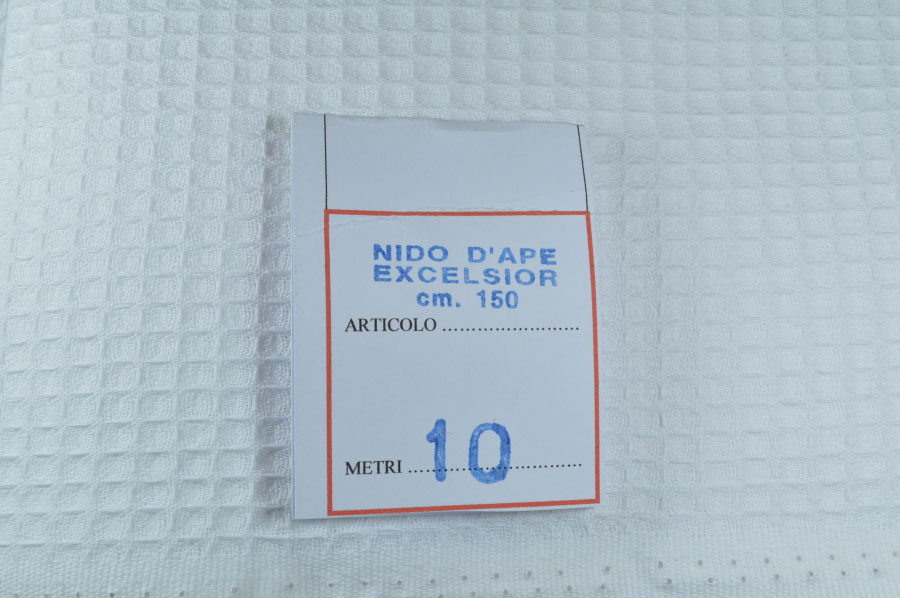 NIDO D'APE
EXCELSIOR
cm. 150
ARTICOLO ........................
METRI ..............................
10